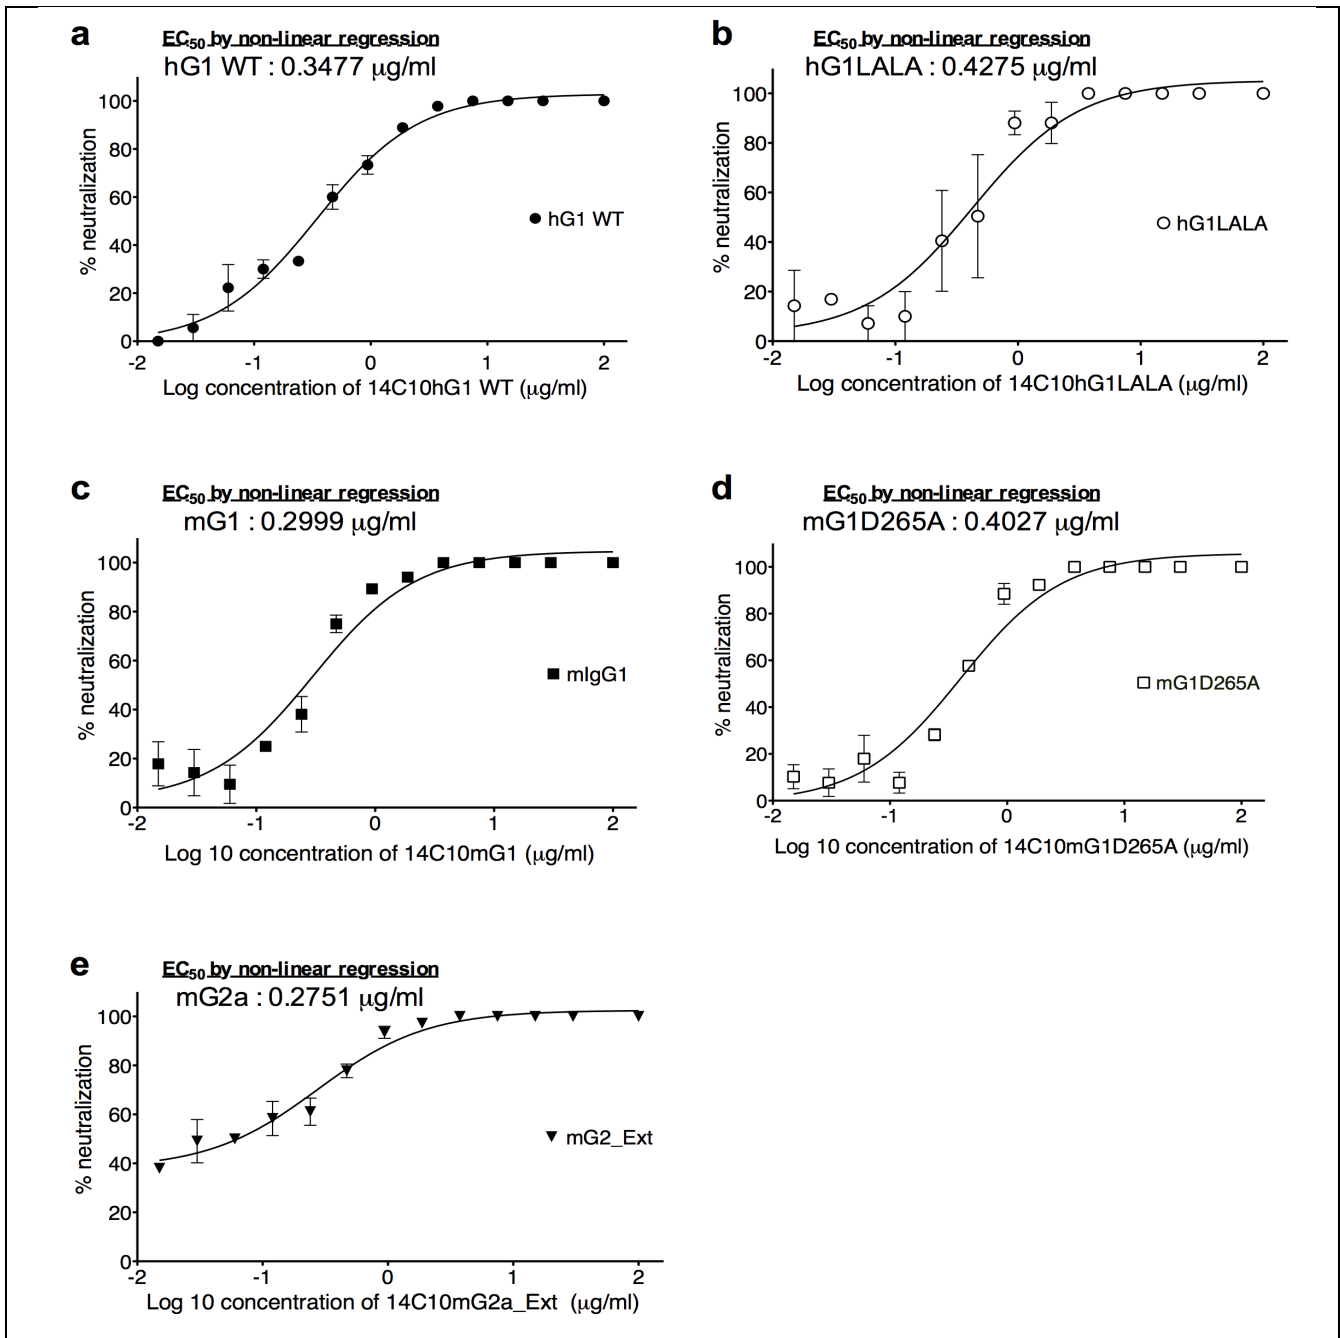 a
EC50 by non-linear regression
hG1 WT : 0.3477 μg/ml
100
80
60
40
20
0
% neutralization
hG1 WT
-2 -1 0 1 2
Log concentration of 14C10hG1 WT (μg/ml)
b
EC50 by non-linear regression
hG1LALA : 0.4275 μg/ml
100
80
60
40
20
0
% neutralization
hG1LALA
-2 -1 0 1 2
Log concentration of 14C10hG1LALA (μg/ml)
c
EC50 by non-linear regression
mG1 : 0.2999 μg/ml
100
80
60
40
20
0
% neutralization
mIgG1
-2 -1 0 1 2
Log 10 concentration of 14C10mG1 (μg/ml)
d
EC50 by non-linear regression
mG1D265A : 0.4027 μg/ml
100
80
60
40
20
0
% neutralization
mG1D265A
-2 -1 0 1 2
Log 10 concentration of 14C10mG1D265A (μg/ml)
e
EC50 by non-linear regression
mG2a : 0.2751 μg/ml
100
80
60
40
20
0
% neutralization
mG2_Ext
-2 -1 0 1 2
Log 10 concentration of 14C10mG2a_Ext (μg/ml)